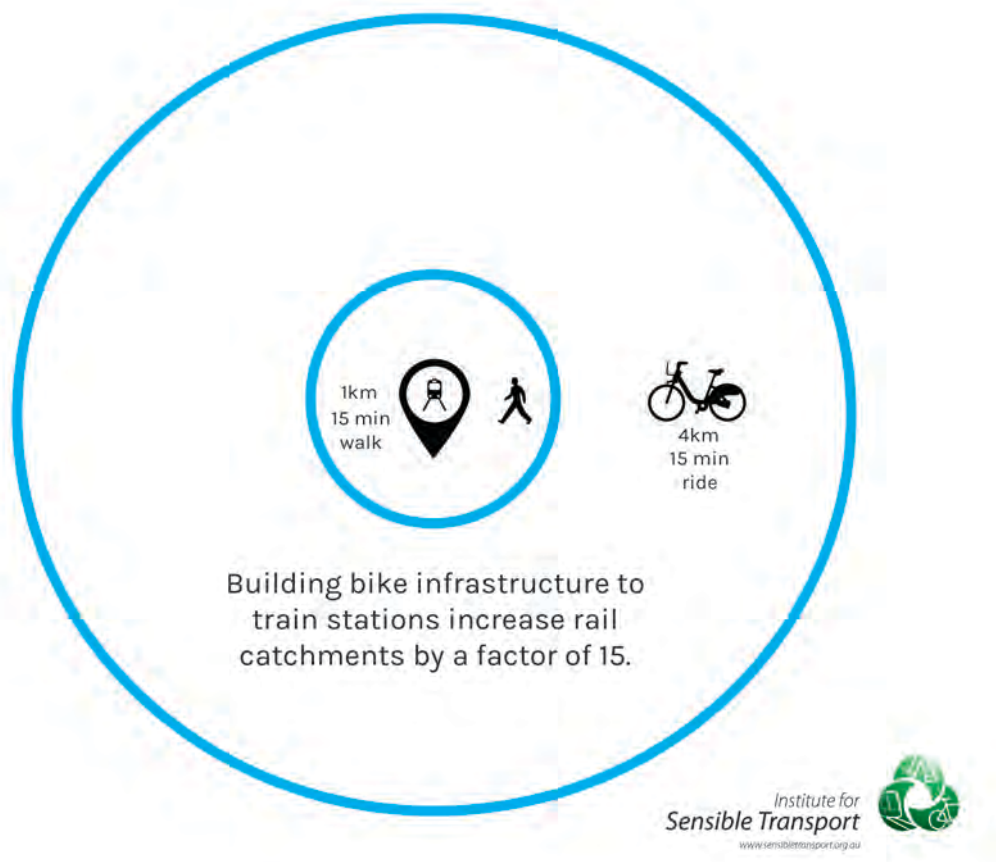 1km
15 min
walk
4km
15 min
ride
Building bike infrastructure to
train stations increase rail
catchments by a factor of 15.
Institute for
Sensible Transport
www.sensibletransport.org.au